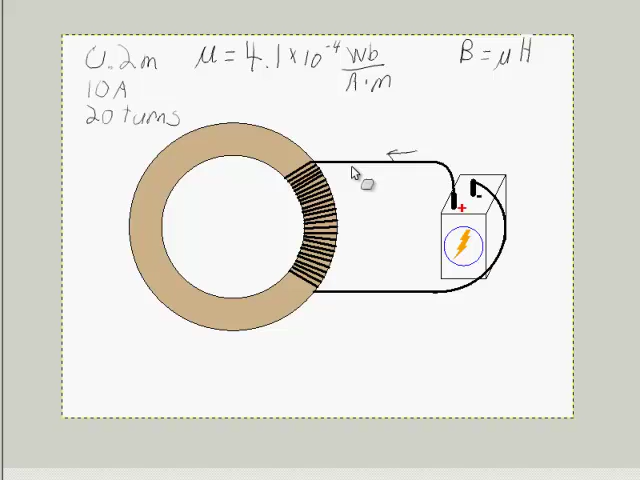 0.2m
10A
20 turns
μ = 4.1×10⁻⁴ Wb/A·m
B = μH
+
-